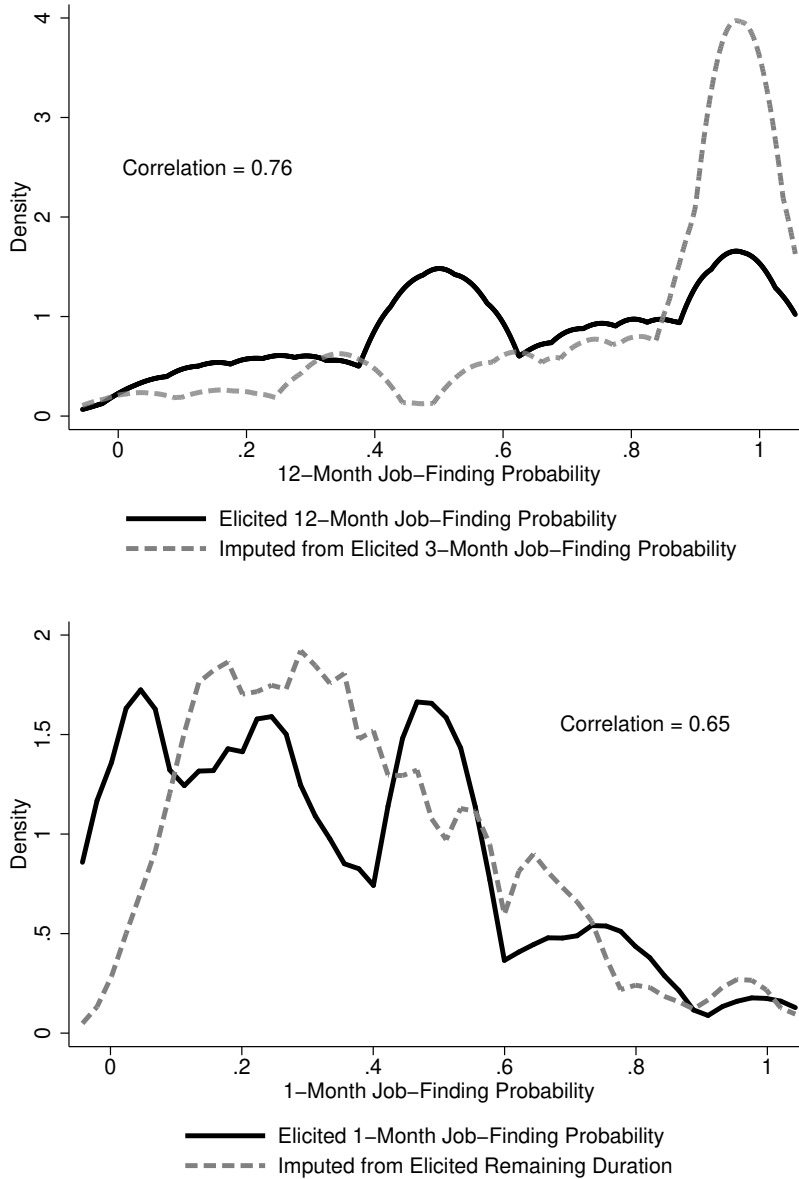 4
3
2
1
0
Density
Correlation = 0.76
0 .2 .4 .6 .8 1
12−Month Job−Finding Probability
Elicited 12−Month Job−Finding Probability
Imputed from Elicited 3−Month Job−Finding Probability
2
1.5
1
.5
0
Density
Correlation = 0.65
0 .2 .4 .6 .8 1
1−Month Job−Finding Probability
Elicited 1−Month Job−Finding Probability
Imputed from Elicited Remaining Duration